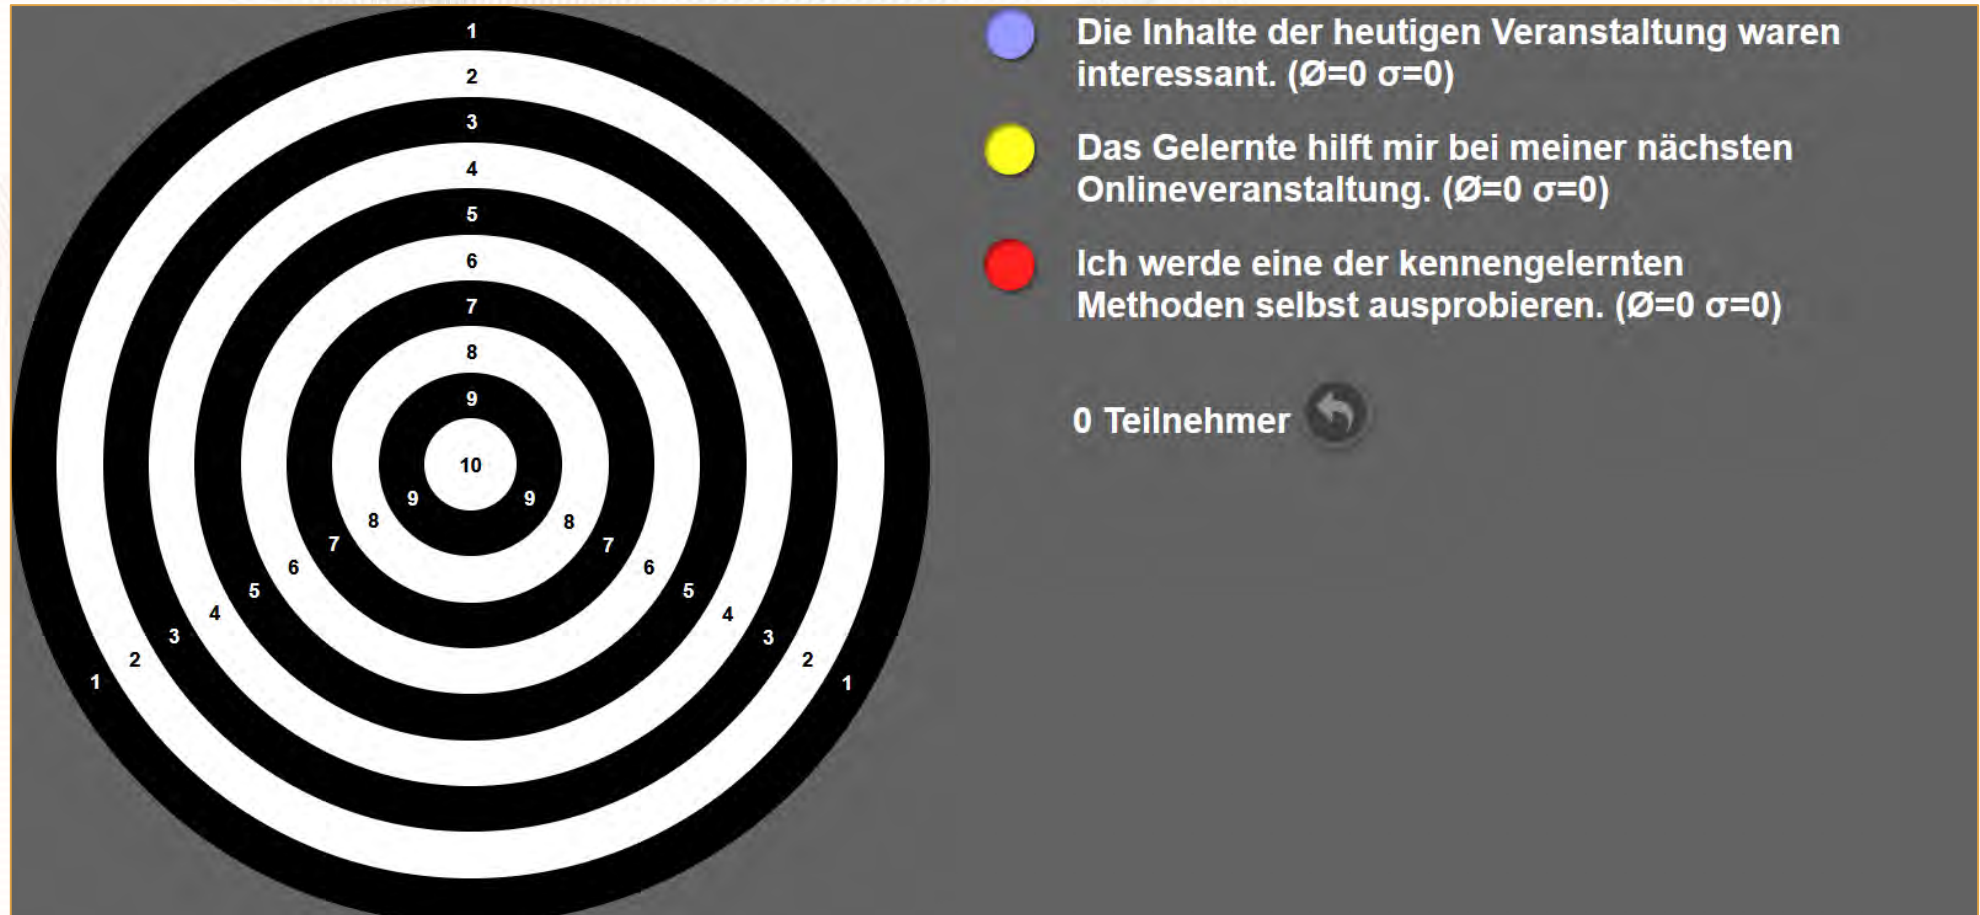 1
2
3
4
5
6
7
8
9
10
9 9
8 8
7 7
6 6
5 5
4 4
3 3
2 2
1 1
Die Inhalte der heutigen Veranstaltung waren
interessant. (Ø=0 σ=0)
Das Gelernte hilft mir bei meiner nächsten
Onlineveranstaltung. (Ø=0 σ=0)
Ich werde eine der kennengelernten
Methoden selbst ausprobieren. (Ø=0 σ=0)
0 Teilnehmer